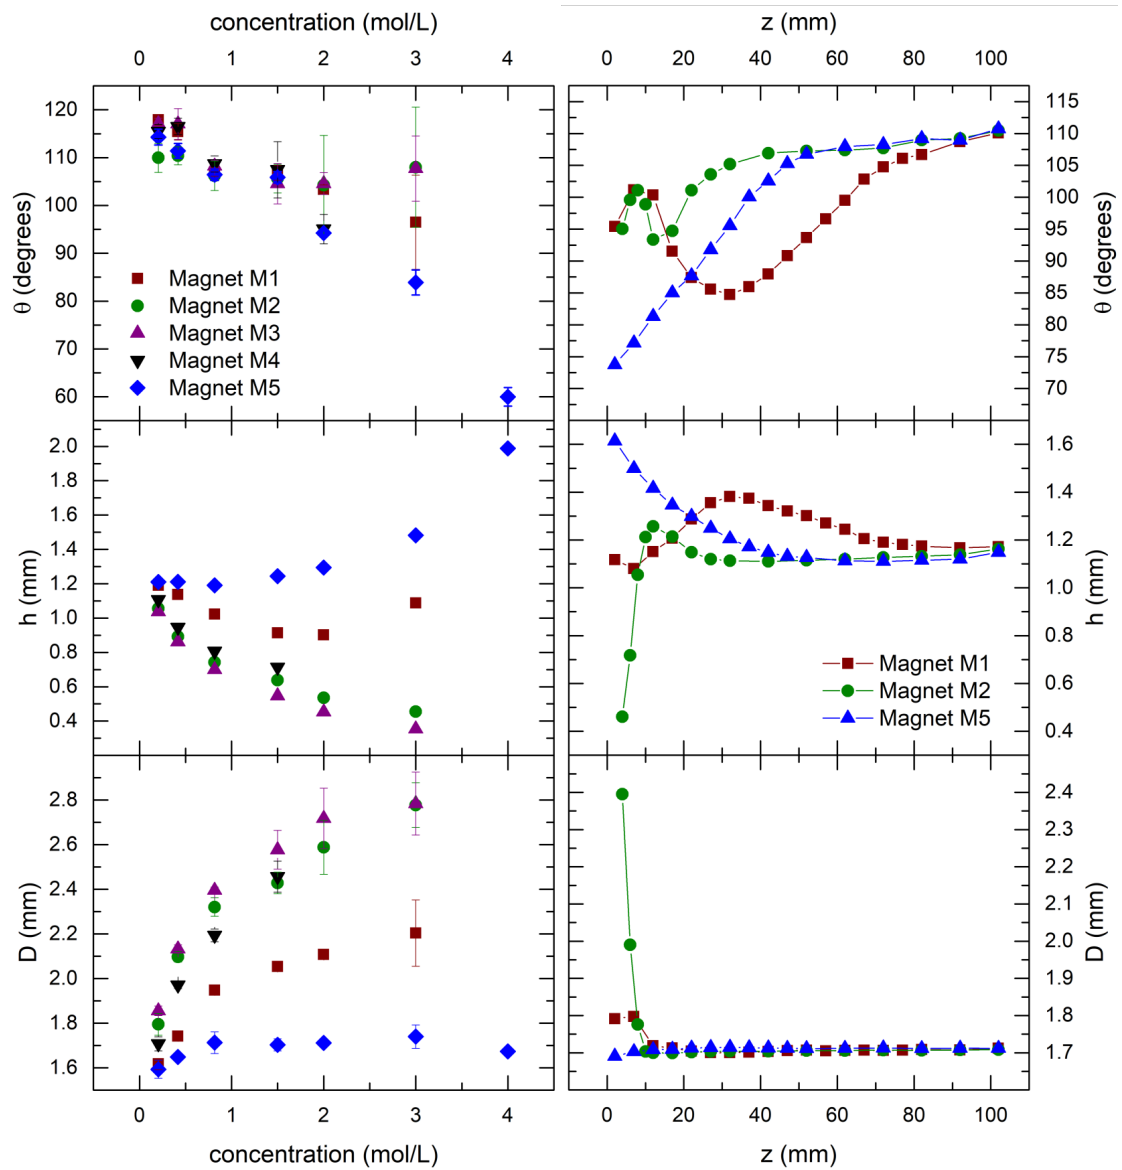 concentration (mol/L)
z (mm)
0 1 2 3 4
0 20 40 60 80 100
θ (degrees)
120
110
100
90
80
70
60
Magnet M1
Magnet M2
Magnet M3
Magnet M4
Magnet M5
115
110
105
100
95
90
85
80
75
70
θ (degrees)
h (mm)
2.0
1.8
1.6
1.4
1.2
1.0
0.8
0.6
0.4
1.6
1.4
1.2
1.0
0.8
0.6
0.4
h (mm)
Magnet M1
Magnet M2
Magnet M5
D (mm)
2.8
2.6
2.4
2.2
2.0
1.8
1.6
2.4
2.3
2.2
2.1
2.0
1.9
1.8
1.7
D (mm)
0 1 2 3 4
0 20 40 60 80 100
concentration (mol/L)
z (mm)